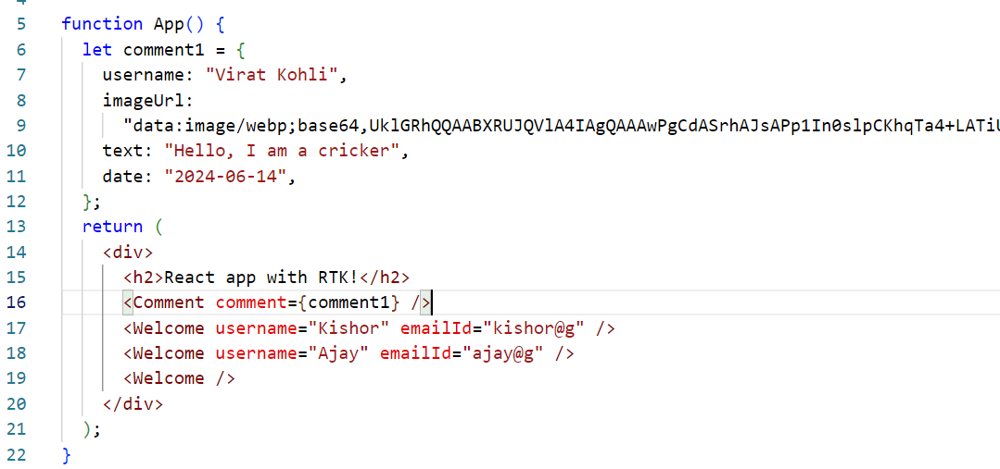 5 function App() {
6 let comment1 = {
7 username: "Virat Kohli",
8 imageUrl:
9 "data:image/webp;base64,UklGRhQQAABXRUJQVlA4IAgQAAAwPgCdASrhAJsAPp1In0slpCKhqTa4+LATiU
10 text: "Hello, I am a cricker",
11 date: "2024-06-14",
12 };
13 return (
14 <div>
15 <h2>React app with RTK!</h2>
16 <Comment comment={comment1} />
17 <Welcome username="Kishor" emailId="kishor@g" />
18 <Welcome username="Ajay" emailId="ajay@g" />
19 <Welcome />
20 </div>
21 );
22 }